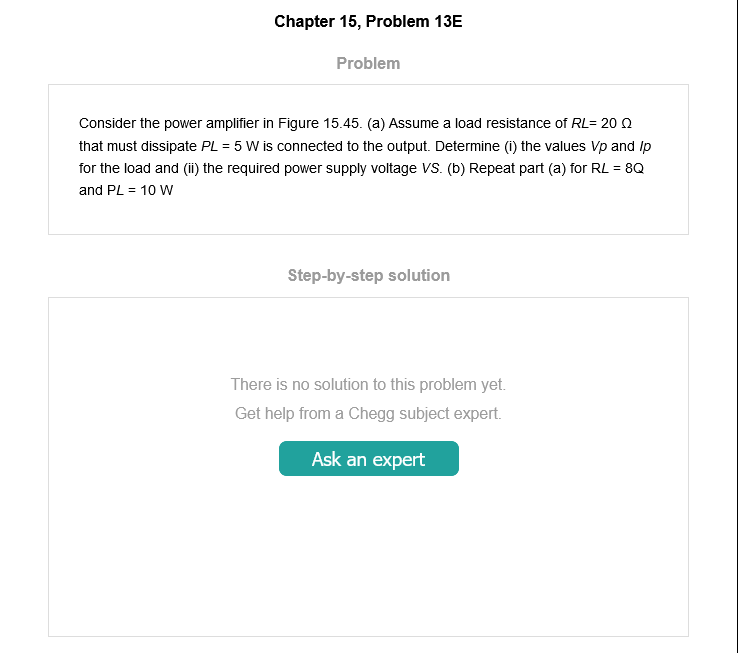 Chapter 15, Problem 13E
Problem
Consider the power amplifier in Figure 15.45. (a) Assume a load resistance of RL= 20 Ω
that must dissipate PL = 5 W is connected to the output. Determine (i) the values Vp and Ip
for the load and (ii) the required power supply voltage VS. (b) Repeat part (a) for RL = 8Q
and PL = 10 W
Step-by-step solution
There is no solution to this problem yet.
Get help from a Chegg subject expert.
Ask an expert